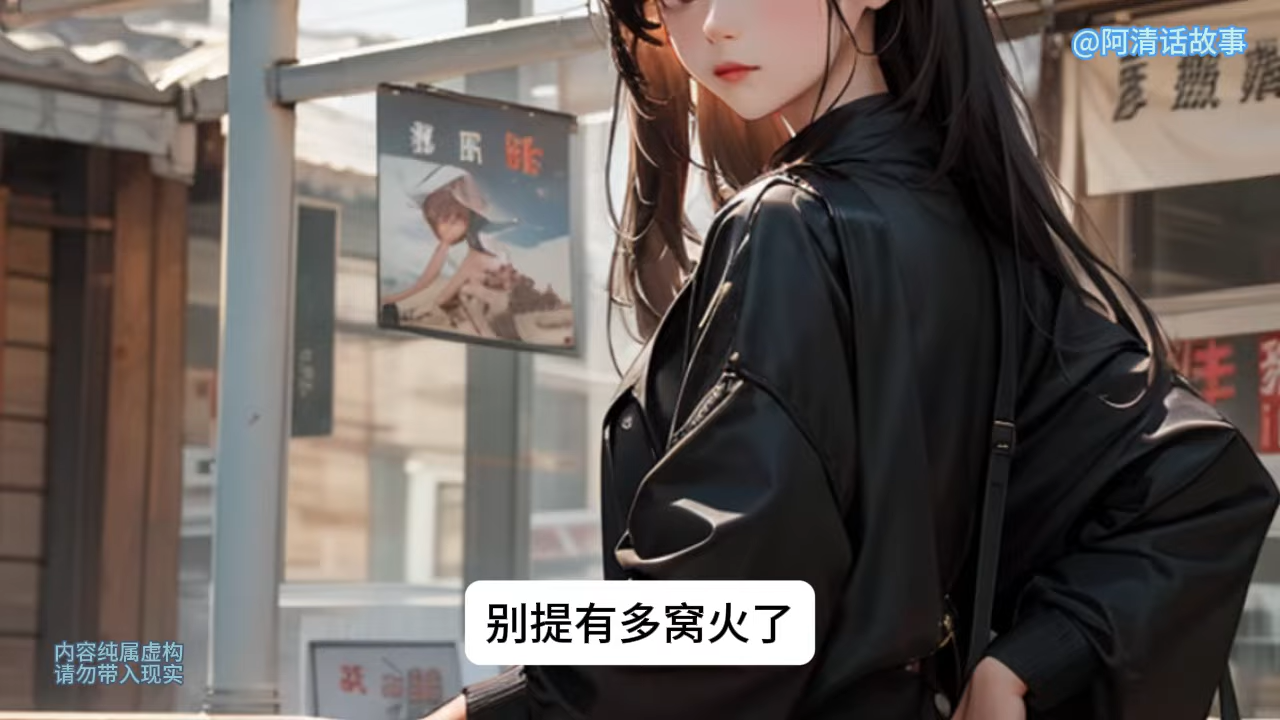 @阿清话故事
别提有多窝火了
内容纯属虚构
请勿带入现实